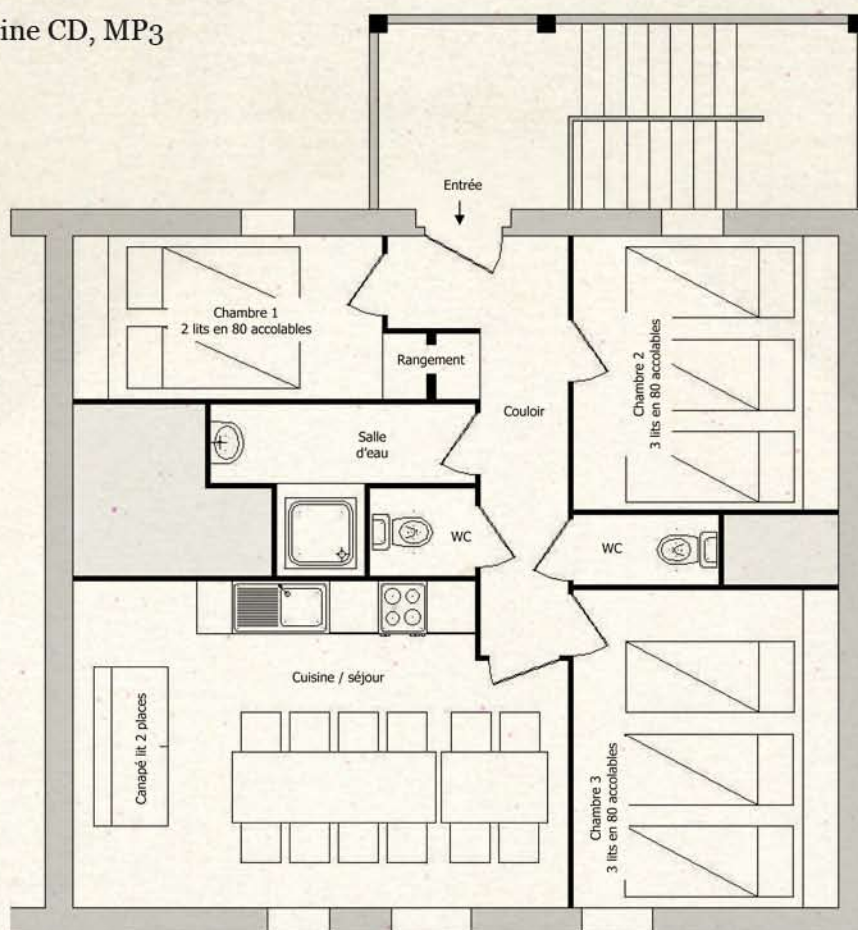 ine CD, MP3
Entrée
Chambre 1
2 lits en 80 accolables
Rangement
Couloir
Chambre 2
3 lits en 80 accolables
Salle
d'eau
WC
WC
Cuisine / séjour
Canapé lit 2 places
Chambre 3
3 lits en 80 accolables